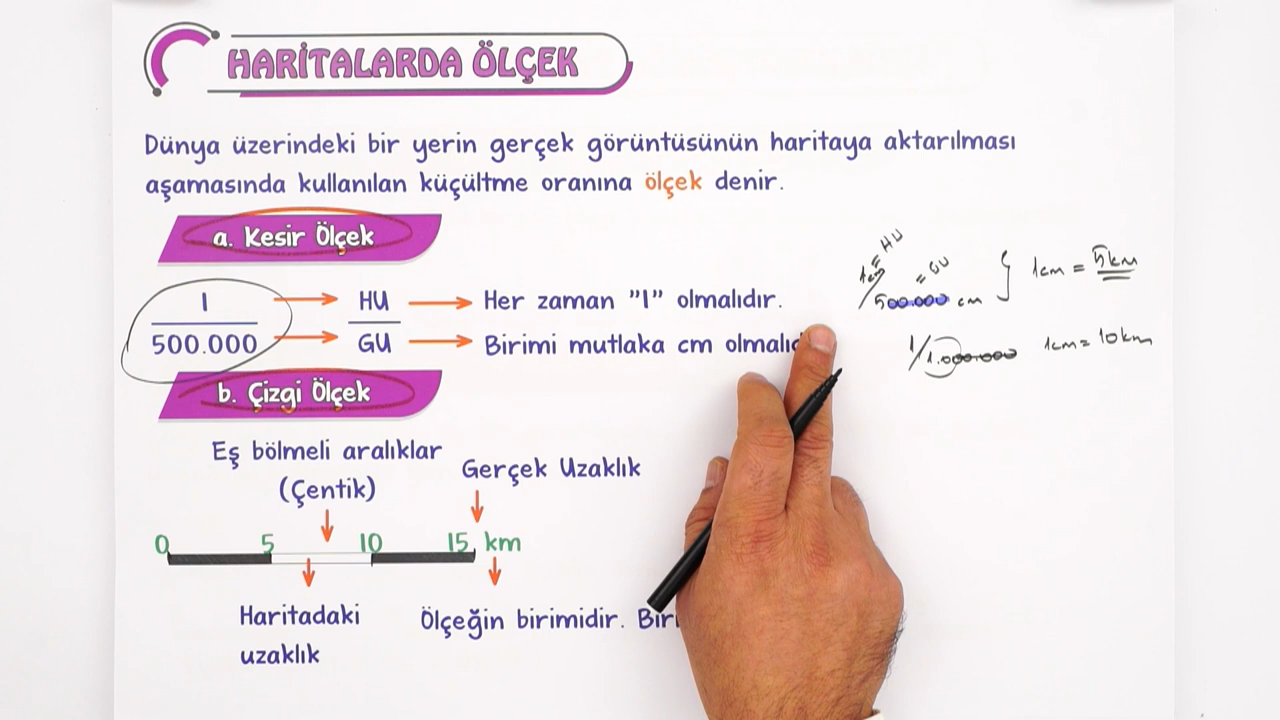 HARİTALARDA ÖLÇEK
Dünya üzerindeki bir yerin gerçek görüntüsünün haritaya aktarılması
aşamasında kullanılan küçültme oranına ölçek denir.
a. Kesir Ölçek
1 HU Her zaman "1" olmalıdır.
500.000 GU Birimi mutlaka cm
1cm = HU
= GU
/500.000 cm } 1cm = 5km
1/1.000.000 1cm = 10km
b. Çizgi Ölçek
Eş bölmeli aralıklar
(Çentik)
Gerçek Uzaklık
0 5 10 15 km
Haritadaki
uzaklık
Ölçeğin birimidir.